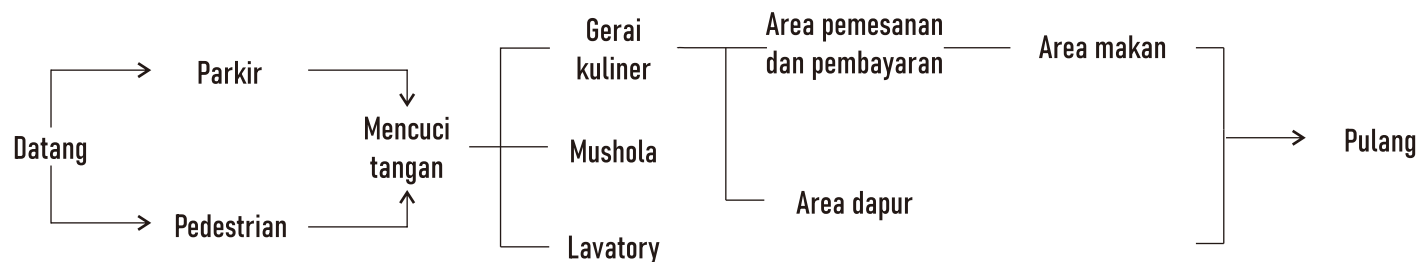 Datang
Parkir
Pedestrian
Mencuci
tangan
Gerai
kuliner
Mushola
Lavatory
Area pemesanan
dan pembayaran
Area dapur
Area makan
Pulang